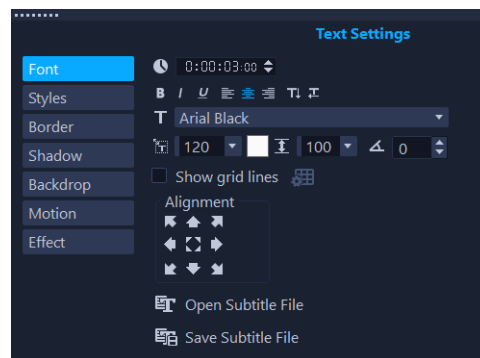 Text Settings
Font
0:00:03:00
Styles
B I U
Border
T Arial Black
Shadow
120 100 0
Backdrop
Show grid lines
Motion
Alignment
Effect
Open Subtitle File
Save Subtitle File